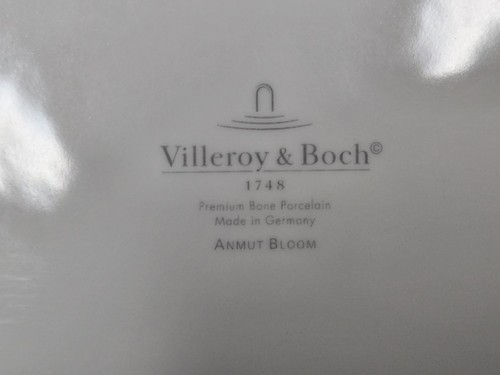 Villeroy & Boch©
1748
Premium Bone Porcelain
Made in Germany
ANMUT BLOOM